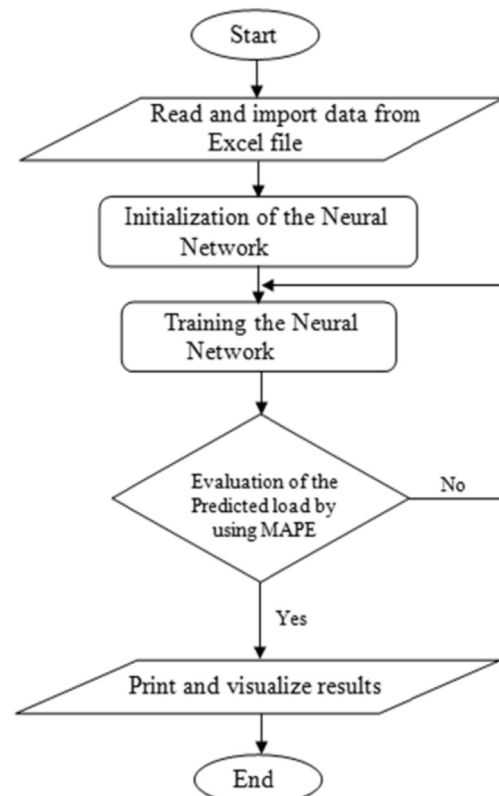 Start
Read and import data from
Excel file
Initialization of the Neural
Network
Training the Neural
Network
Evaluation of the
Predicted load by
using MAPE
No
Yes
Print and visualize results
End